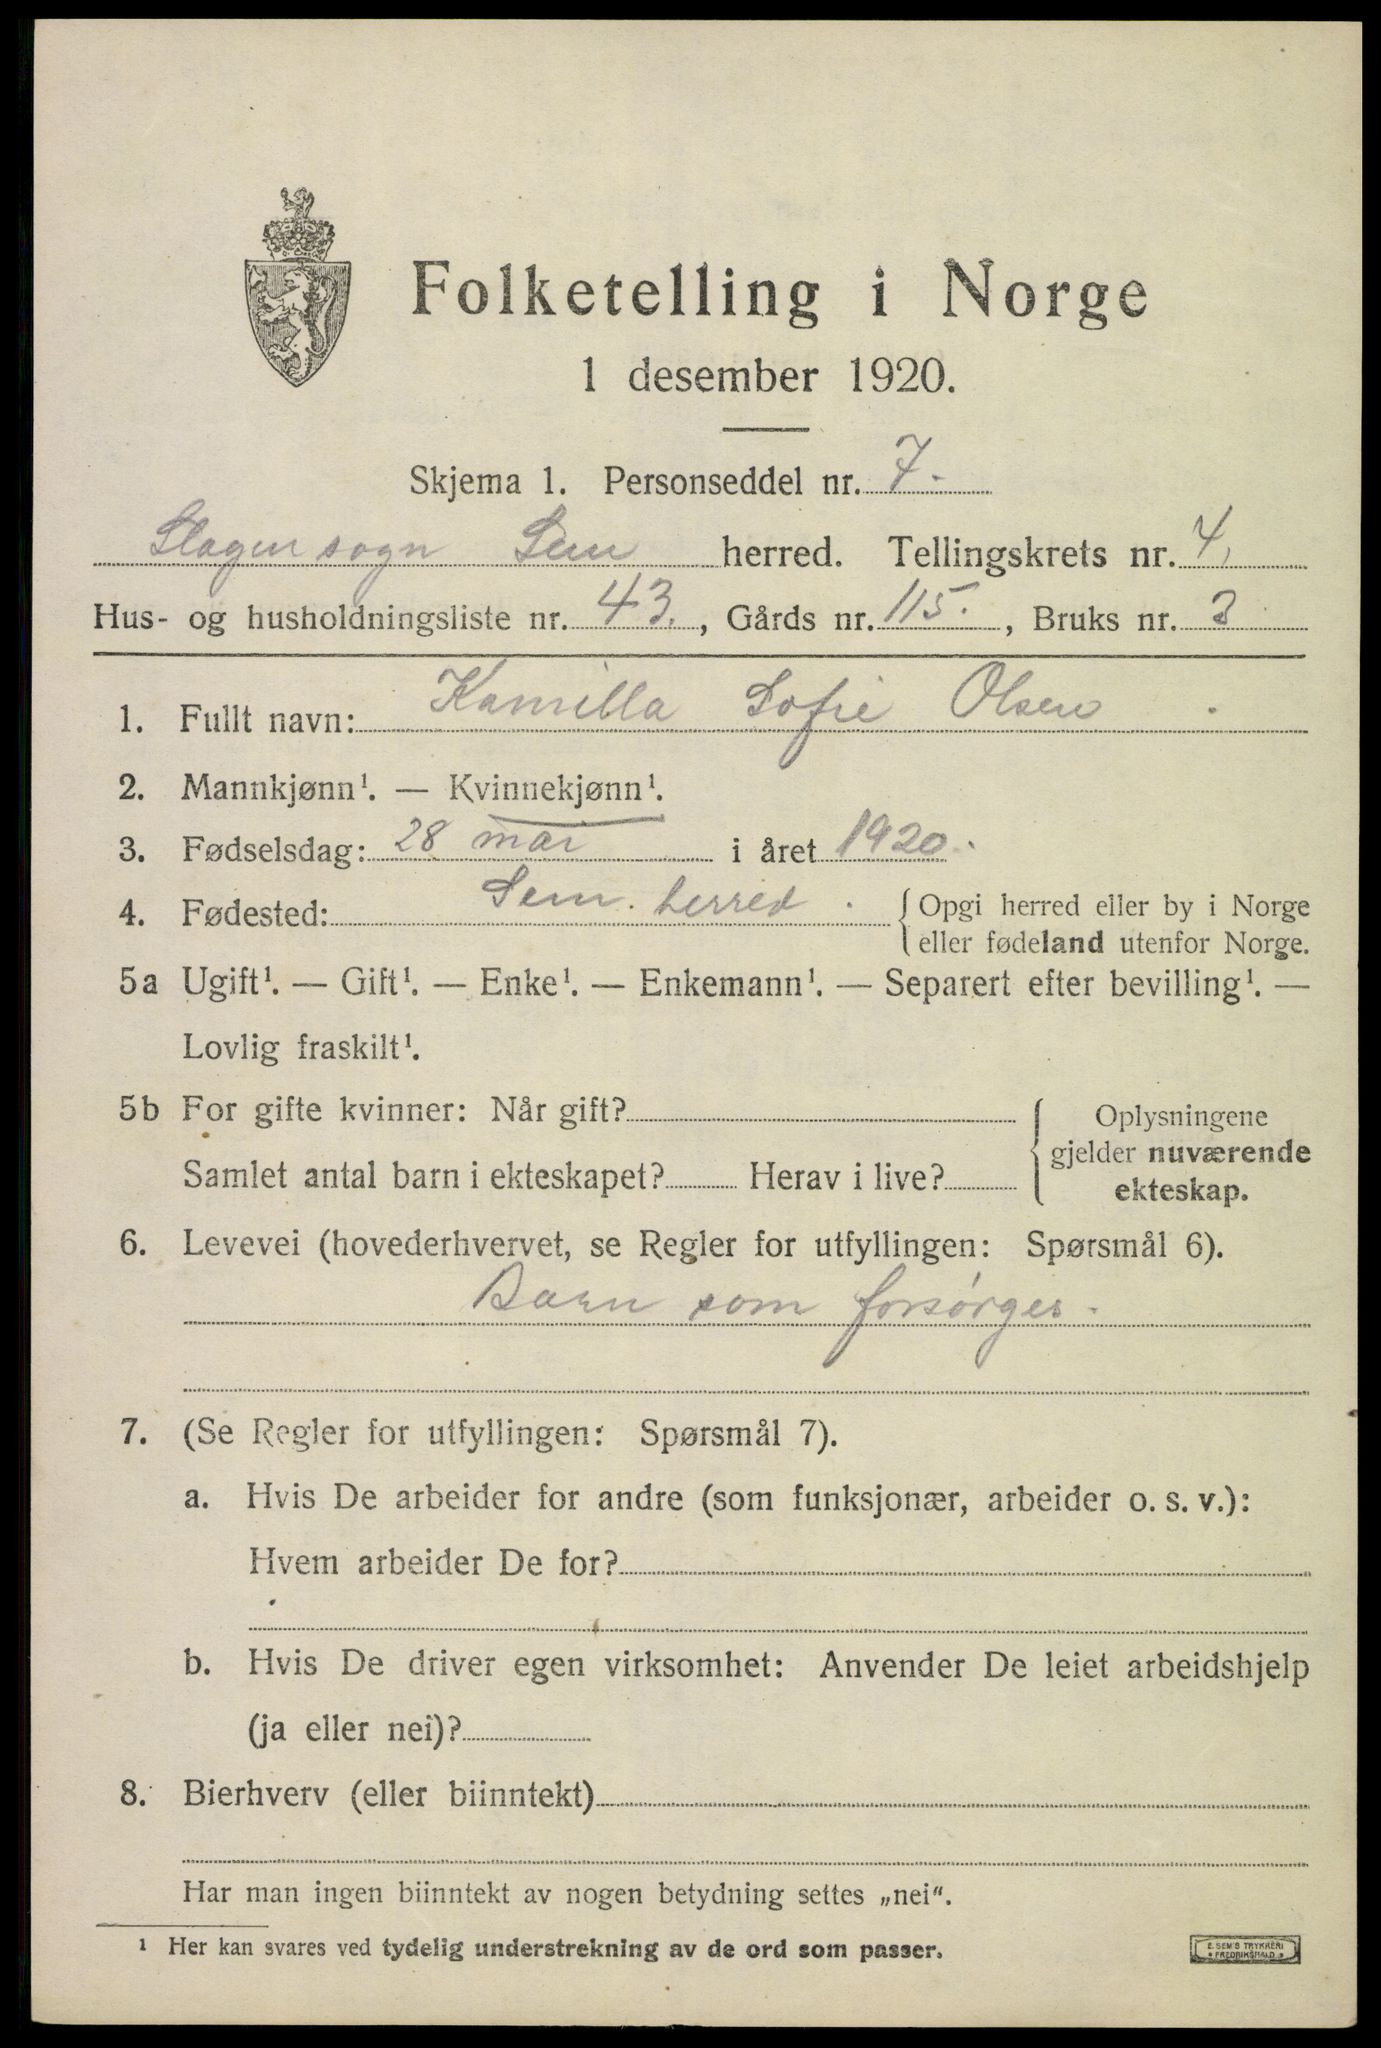 Folketelling i Norge
1 desember 1920.
Skjema 1. Personseddel nr. 7.
Slagen sogn Sem herred. Tellingskrets nr. 4.
Hus- og husholdningsliste nr. 43., Gårds nr. 115., Bruks nr. 3
1. Fullt navn: Kamilla Sofie Olsen.
2. Mannkjønn¹. — Kvinnekjønn¹.
3. Fødselsdag: 28 mai i året 1920.
4. Fødested: Sem herred. { Opgi herred eller by i Norge
eller fødeland utenfor Norge.
5a Ugift¹. — Gift¹. — Enke¹. — Enkemann¹. — Separert efter bevilling¹. —
Lovlig fraskilt¹.
5b For gifte kvinner: Når gift? { Oplysningene
gjelder nuværende
Samlet antal barn i ekteskapet? Herav i live? ekteskap.
6. Levevei (hovederhvervet, se Regler for utfyllingen: Spørsmål 6).
Barn som forsørges.
7. (Se Regler for utfyllingen: Spørsmål 7).
a. Hvis De arbeider for andre (som funksjonær, arbeider o. s. v.):
Hvem arbeider De for?
b. Hvis De driver egen virksomhet: Anvender De leiet arbeidshjelp
(ja eller nei)?
8. Bierhverv (eller biinntekt)
Har man ingen biinntekt av nogen betydning settes „nei“.
¹ Her kan svares ved tydelig understrekning av de ord som passer.
E. SEM'S TRYKKERI
FREDRIKSHALD